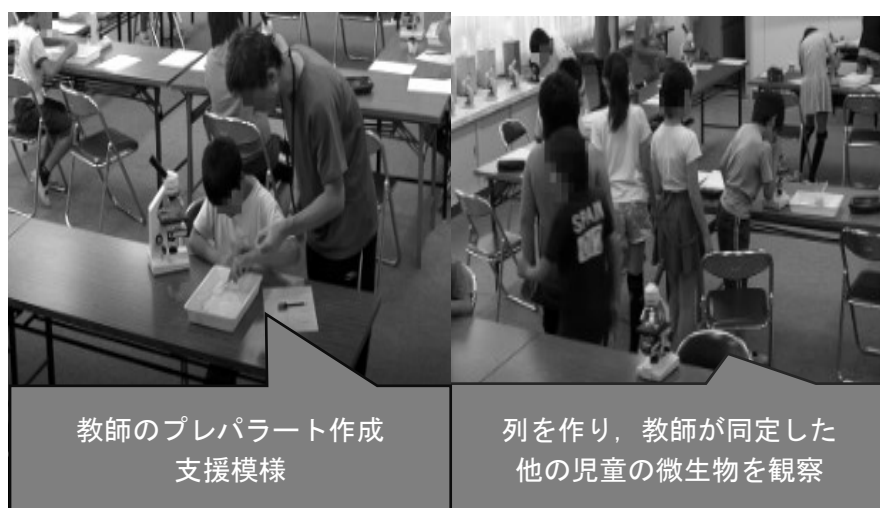 教師のプレパラート作成
支援模様
列を作り，教師が同定した
他の児童の微生物を観察